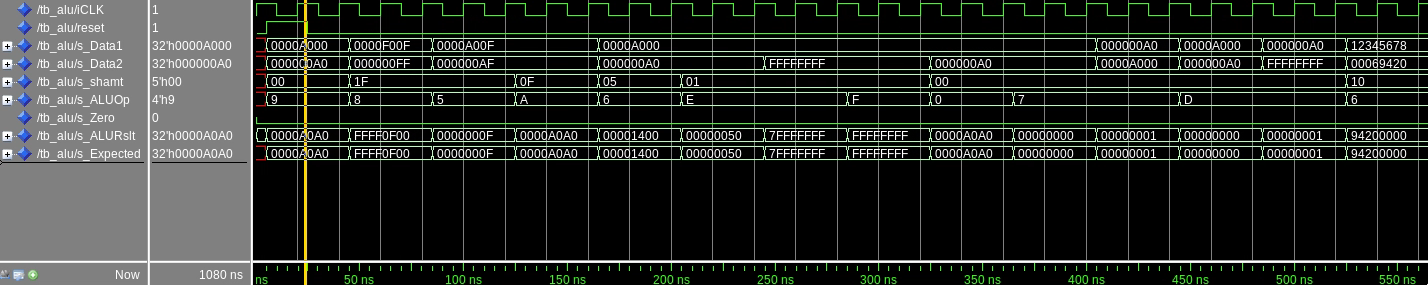 /tb_alu/iCLK 1
/tb_alu/reset 1
/tb_alu/s_Data1 32'h0000A000 0000A000 0000F00F 0000A00F 0000A000 000000A0 0000A000 000000A0 12345678
/tb_alu/s_Data2 32'h000000A0 000000A0 000000FF 000000AF 000000A0 FFFFFFFF 000000A0 0000A000 000000A0 FFFFFFFF 00069420
/tb_alu/s_shamt 5'h00 00 1F 0F 05 01 00 10
/tb_alu/s_ALUOp 4'h9 9 8 5 A 6 E F 0 7 D 6
/tb_alu/s_Zero 0
/tb_alu/s_ALURslt 32'h0000A0A0 0000A0A0 FFFF0F00 0000000F 0000A0A0 00001400 00000050 7FFFFFFF FFFFFFFF 0000A0A0 00000000 00000001 00000000 00000001 94200000
/tb_alu/s_Expected 32'h0000A0A0 0000A0A0 FFFF0F00 0000000F 0000A0A0 00001400 00000050 7FFFFFFF FFFFFFFF 0000A0A0 00000000 00000001 00000000 00000001 94200000
Now 1080 ns ns 50 ns 100 ns 150 ns 200 ns 250 ns 300 ns 350 ns 400 ns 450 ns 500 ns 550 ns